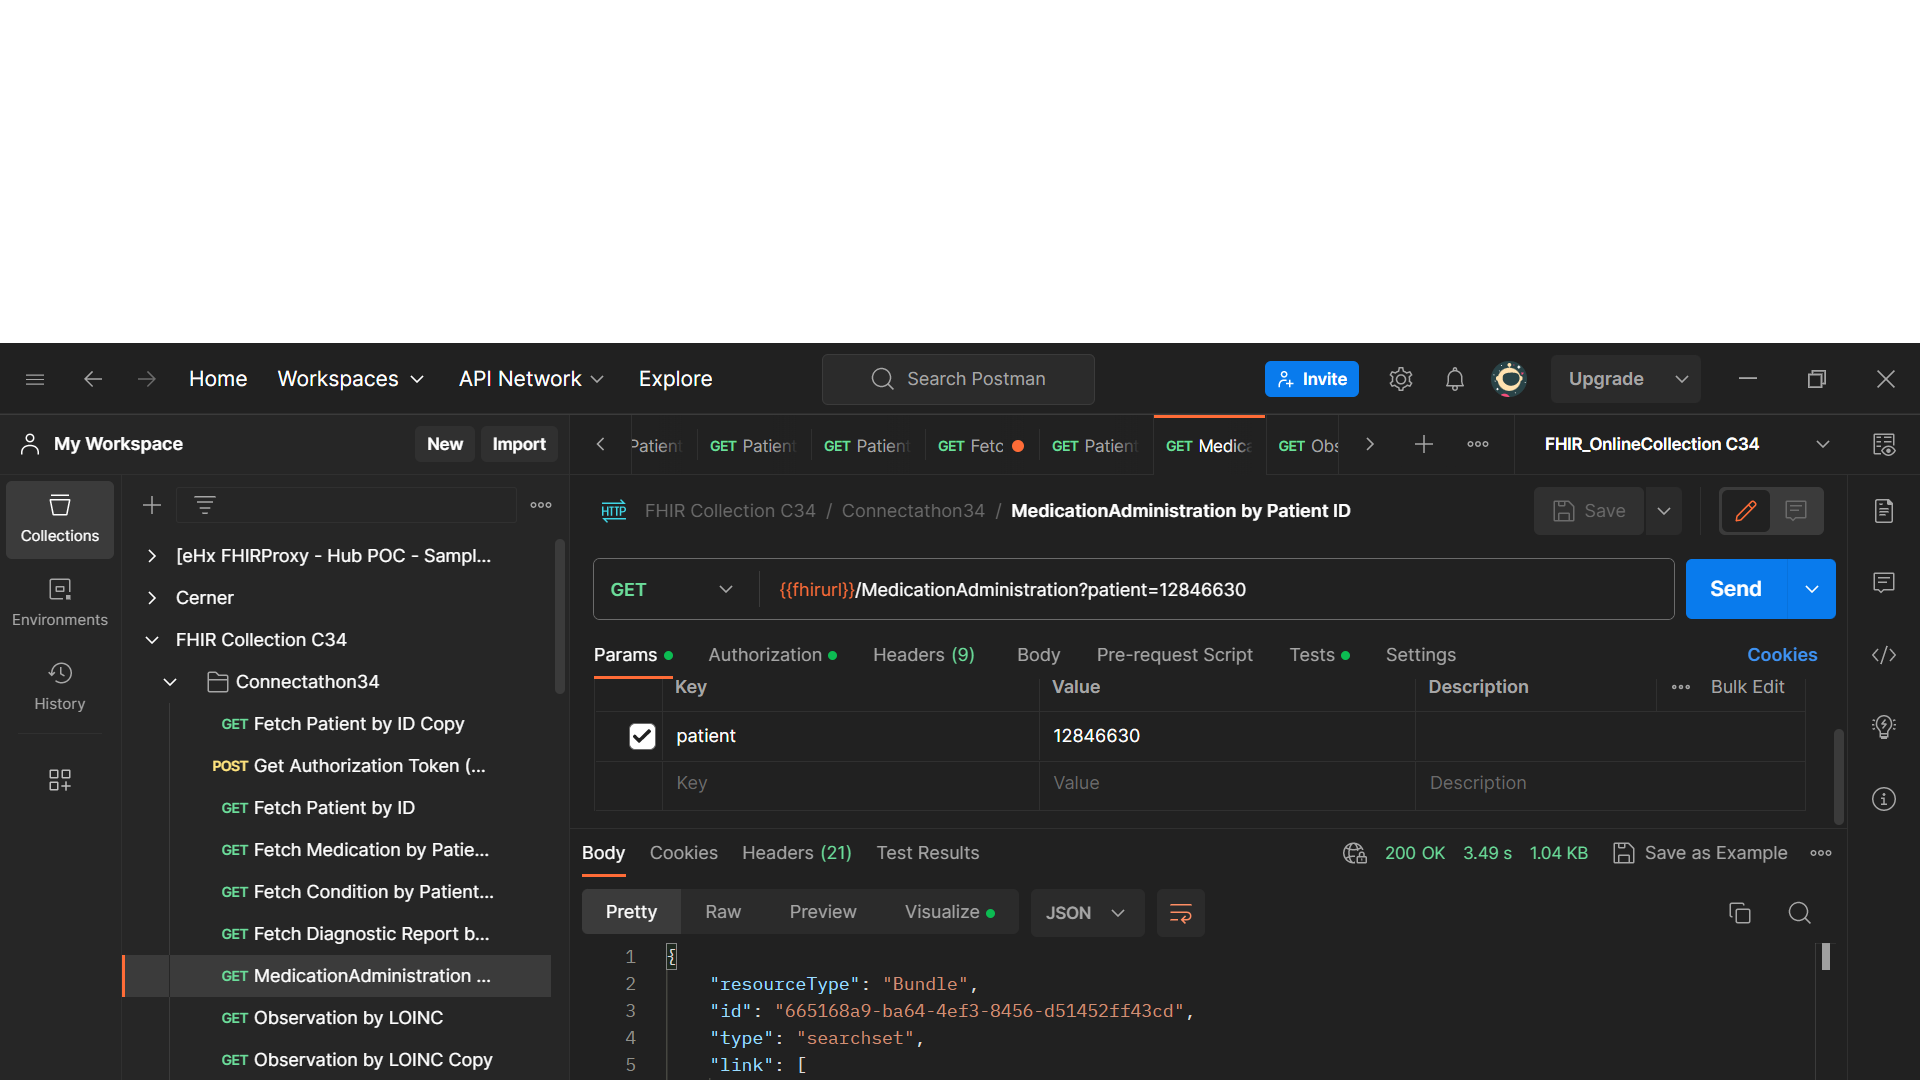 Home
Workspaces
API Network
Explore
Search Postman
Invite
Upgrade
My Workspace
New
Import
Patient
GET Patient
GET Patient
GET Fetc
GET Patient
GET Medica
GET Obs
FHIR_OnlineCollection C34
Collections
Environments
History
[eHx FHIRProxy - Hub POC - Sampl...
Cerner
FHIR Collection C34
Connectathon34
GET Fetch Patient by ID Copy
POST Get Authorization Token (...
GET Fetch Patient by ID
GET Fetch Medication by Patie...
GET Fetch Condition by Patient...
GET Fetch Diagnostic Report b...
GET MedicationAdministration ...
GET Observation by LOINC
GET Observation by LOINC Copy
HTTP FHIR Collection C34 / Connectathon34 / MedicationAdministration by Patient ID
Save
GET {{fhirurl}}/MedicationAdministration?patient=12846630
Send
Params Authorization Headers (9) Body Pre-request Script Tests Settings Cookies
Key Value Description Bulk Edit
patient 12846630
Key Value Description
Body Cookies Headers (21) Test Results 200 OK 3.49 s 1.04 KB Save as Example
Pretty Raw Preview Visualize JSON
1 {
2 "resourceType": "Bundle",
3 "id": "665168a9-ba64-4ef3-8456-d51452ff43cd",
4 "type": "searchset",
5 "link": [